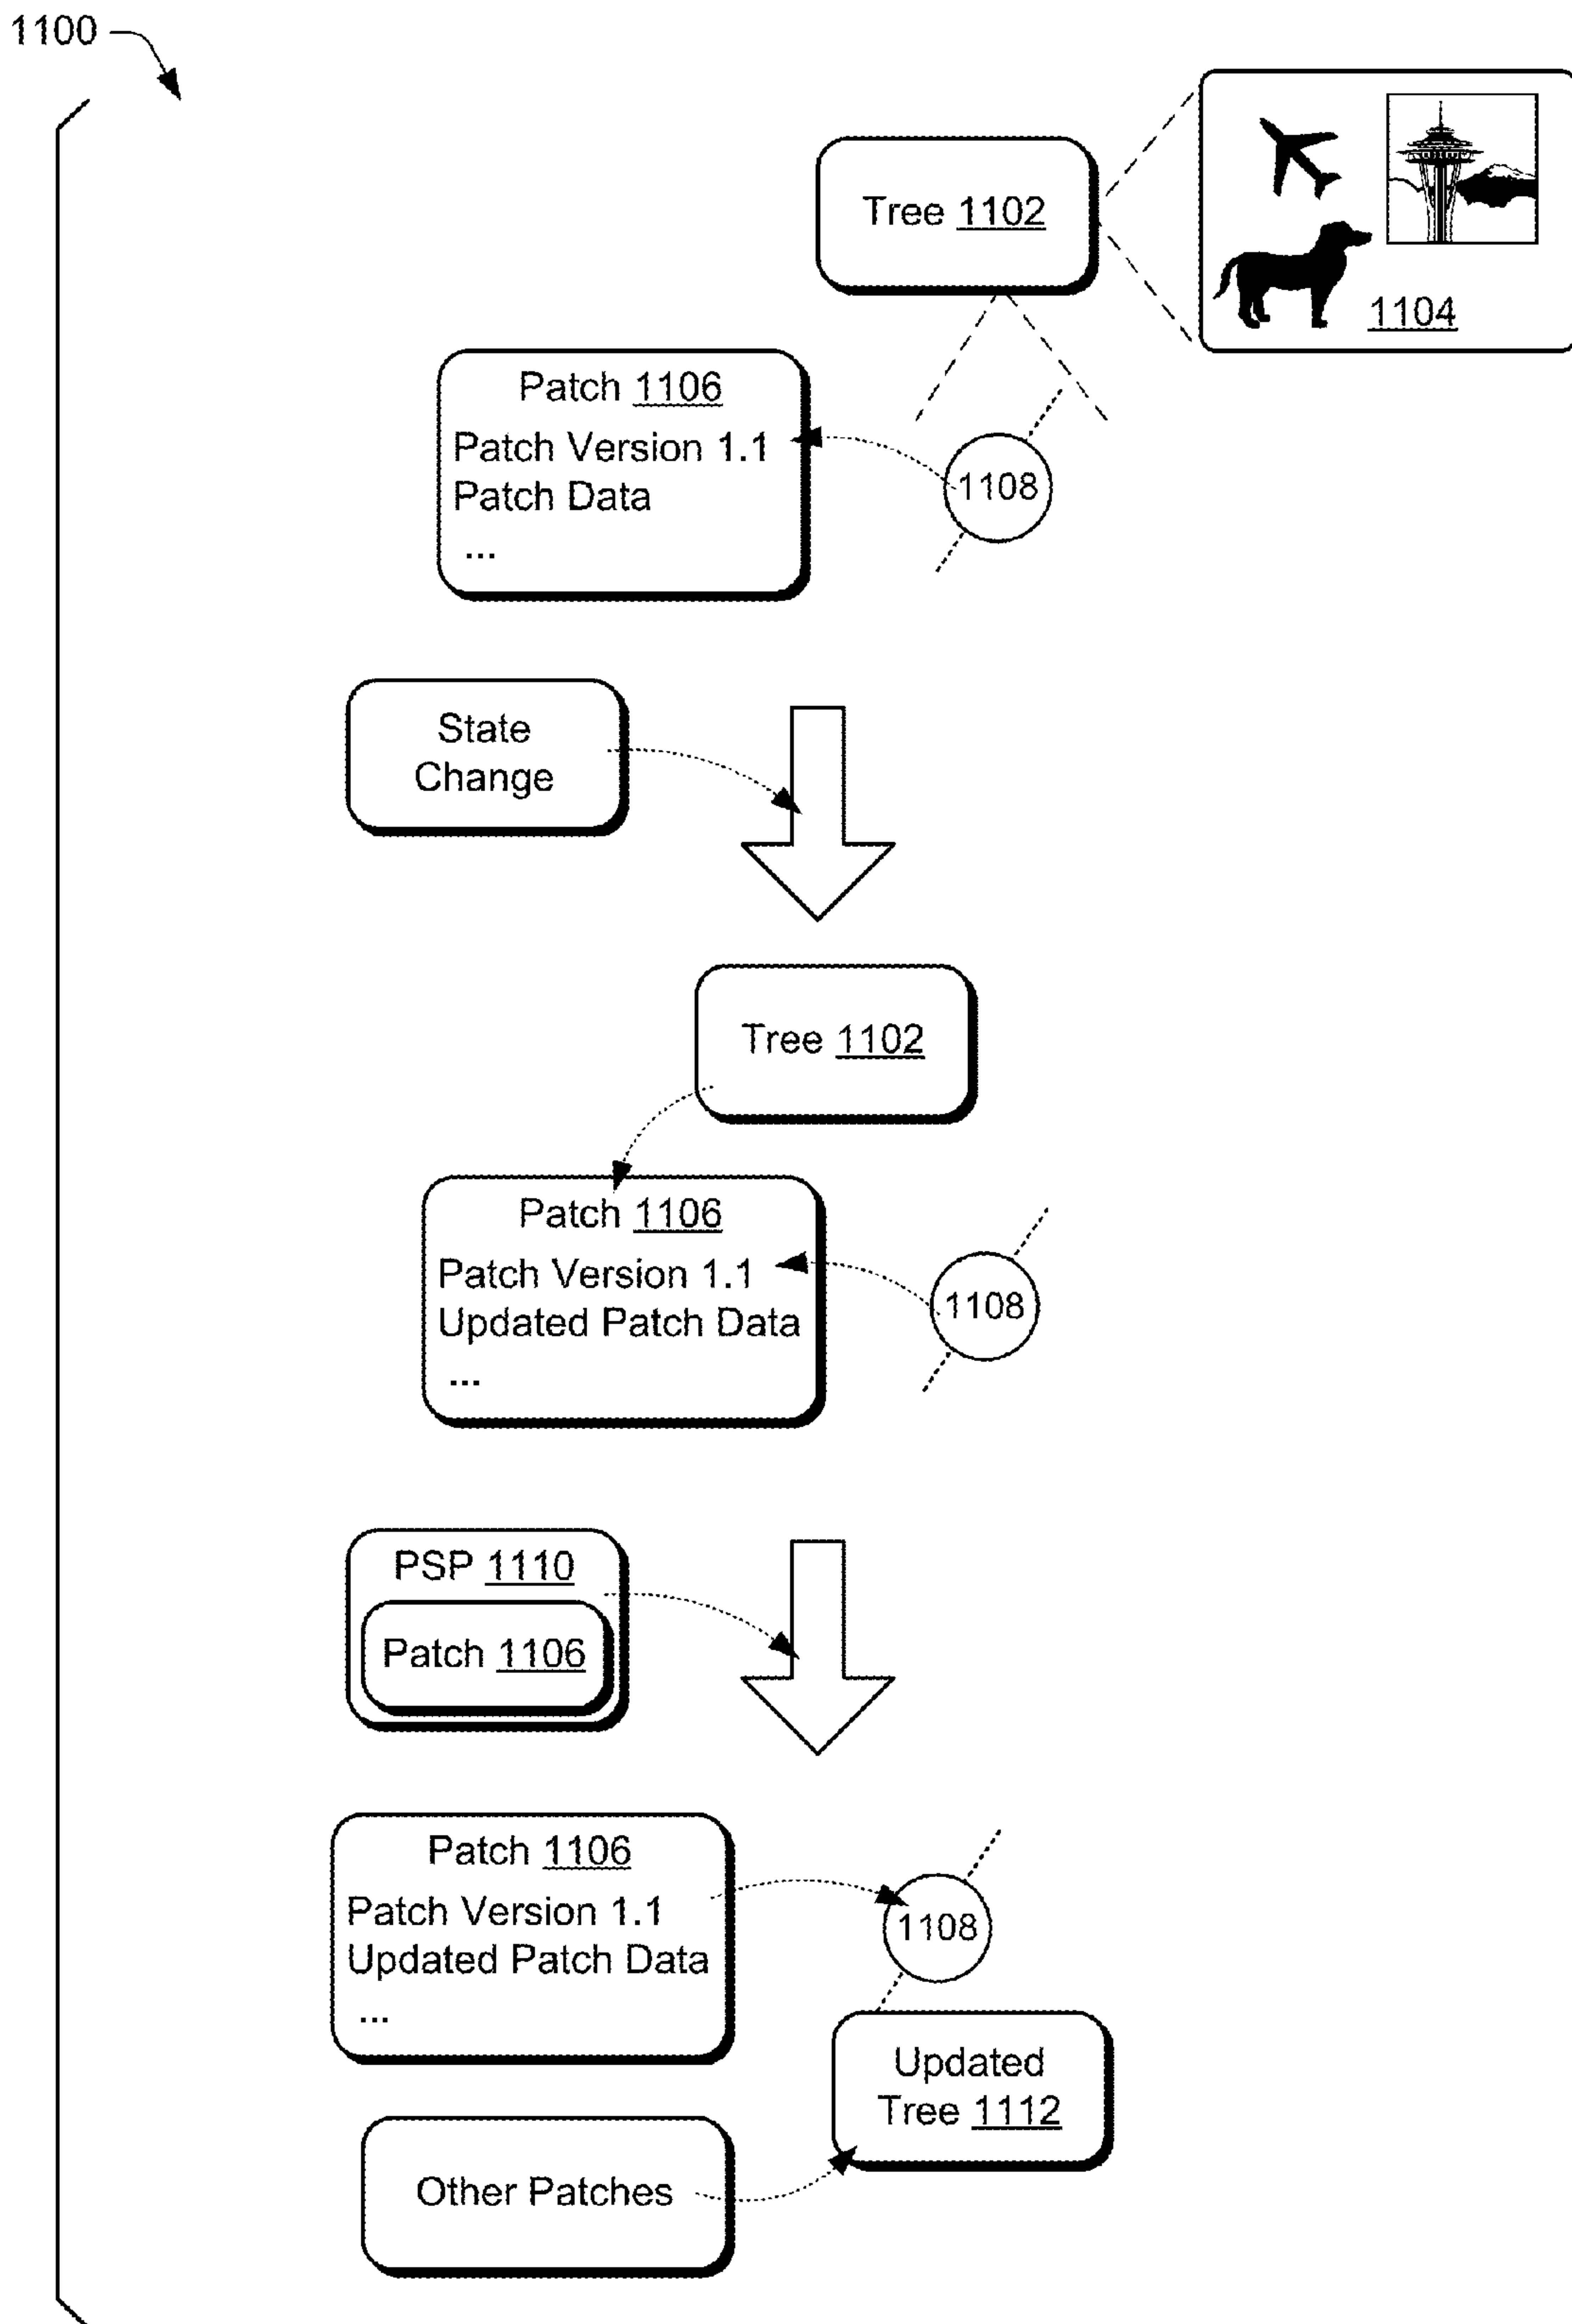 1100
Tree 1102
1104
Patch 1106
Patch Version 1.1
Patch Data
...
1108
State
Change
Tree 1102
Patch 1106
Patch Version 1.1
Updated Patch Data
...
1108
PSP 1110
Patch 1106
Patch 1106
Patch Version 1.1
Updated Patch Data
...
1108
Updated
Tree 1112
Other Patches